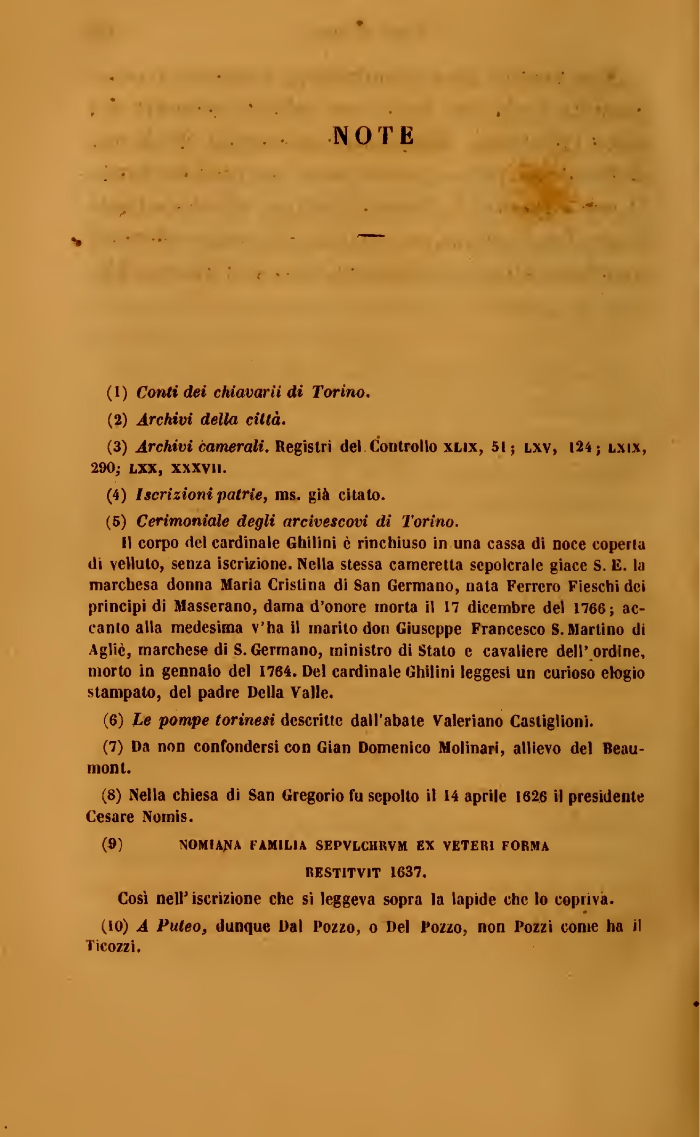 NOTE
(1) Conti dei chiavarii di Torino.
(2) Archivi della città.
(3) Archivi camerali. Registri del Controllo XLIX, 51; LXV, 124; LXIX,
290; LXX, XXXVII.
(4) Iscrizioni patrie, ms. già citato.
(5) Cerimoniale degli arcivescovi di Torino.
Il corpo del cardinale Ghilini è rinchiuso in una cassa di noce coperta
di velluto, senza iscrizione. Nella stessa cameretta sepolcrale giace S. E. la
marchesa donna Maria Cristina di San Germano, nata Ferrero Fieschi dei
principi di Masserano, dama d'onore morta il 17 dicembre del 1766; ac-
canto alla medesima v'ha il marito don Giuseppe Francesco S. Martino di
Agliè, marchese di S. Germano, ministro di Stato e cavaliere dell'ordine,
morto in gennaio del 1764. Del cardinale Ghilini leggesi un curioso elogio
stampato, del padre Della Valle.
(6) Le pompe torinesi descritte dall'abate Valeriano Castiglioni.
(7) Da non confondersi con Gian Domenico Molinari, allievo del Beau-
mont.
(8) Nella chiesa di San Gregorio fu sepolto il 14 aprile 1626 il presidente
Cesare Nomis.
(9) NOMIANA FAMILIA SEPVLCHRVM EX VETERI FORMA
RESTITVIT 1637.
Così nell'iscrizione che si leggeva sopra la lapide che lo copriva.
(10) A Puteo, dunque Dal Pozzo, o Del Pozzo, non Pozzi come ha il
Ticozzi.